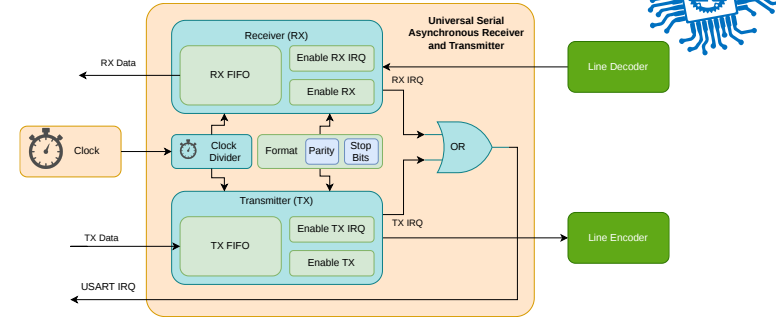 Universal Serial
Asynchronous Receiver
and Transmitter
Receiver (RX)
RX Data
RX FIFO
Enable RX IRQ
Enable RX
RX IRQ
Line Decoder
Clock
Clock
Divider
Format
Parity
Stop
Bits
OR
Transmitter (TX)
TX Data
TX FIFO
Enable TX IRQ
Enable TX
TX IRQ
Line Encoder
USART IRQ